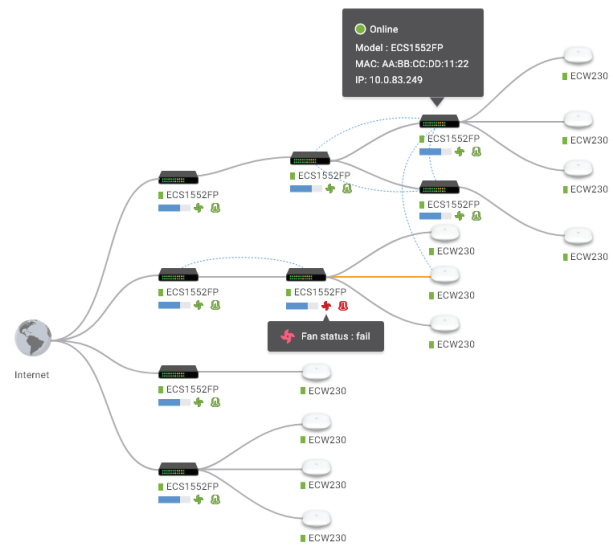 Online
Model : ECS1552FP
MAC: AA:BB:CC:DD:11:22
IP: 10.0.83.249
ECW230
ECW230
ECS1552FP
ECS1552FP
ECW230
ECS1552FP
ECS1552FP
ECW230
ECW230
ECS1552FP
ECS1552FP
ECW230
Fan status : fail
ECW230
Internet
ECS1552FP
ECW230
ECW230
ECW230
ECS1552FP
ECW230